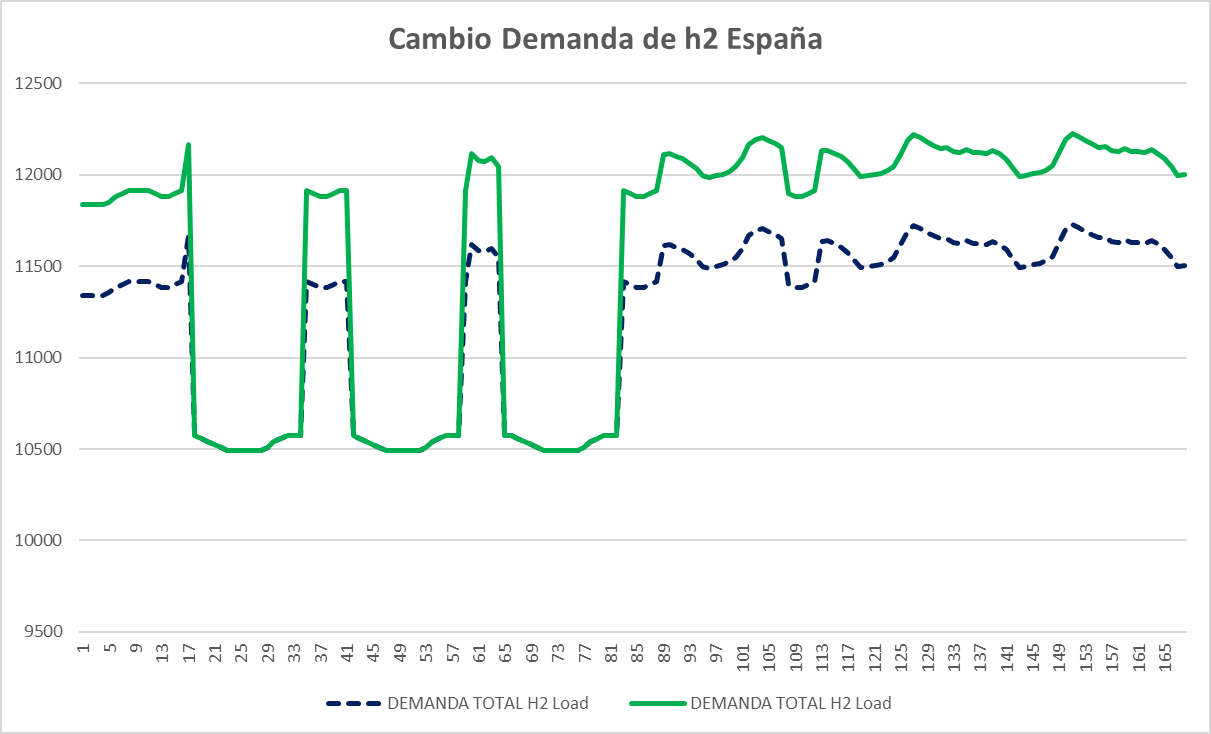 Cambio Demanda de h2 España
12500
12000
11500
11000
10500
10000
9500
1 5 9 13 17 21 25 29 33 37 41 45 49 53 57 61 65 69 73 77 81 85 89 93 97 101 105 109 113 117 121 125 129 133 137 141 145 149 153 157 161 165
DEMANDA TOTAL H2 Load DEMANDA TOTAL H2 Load